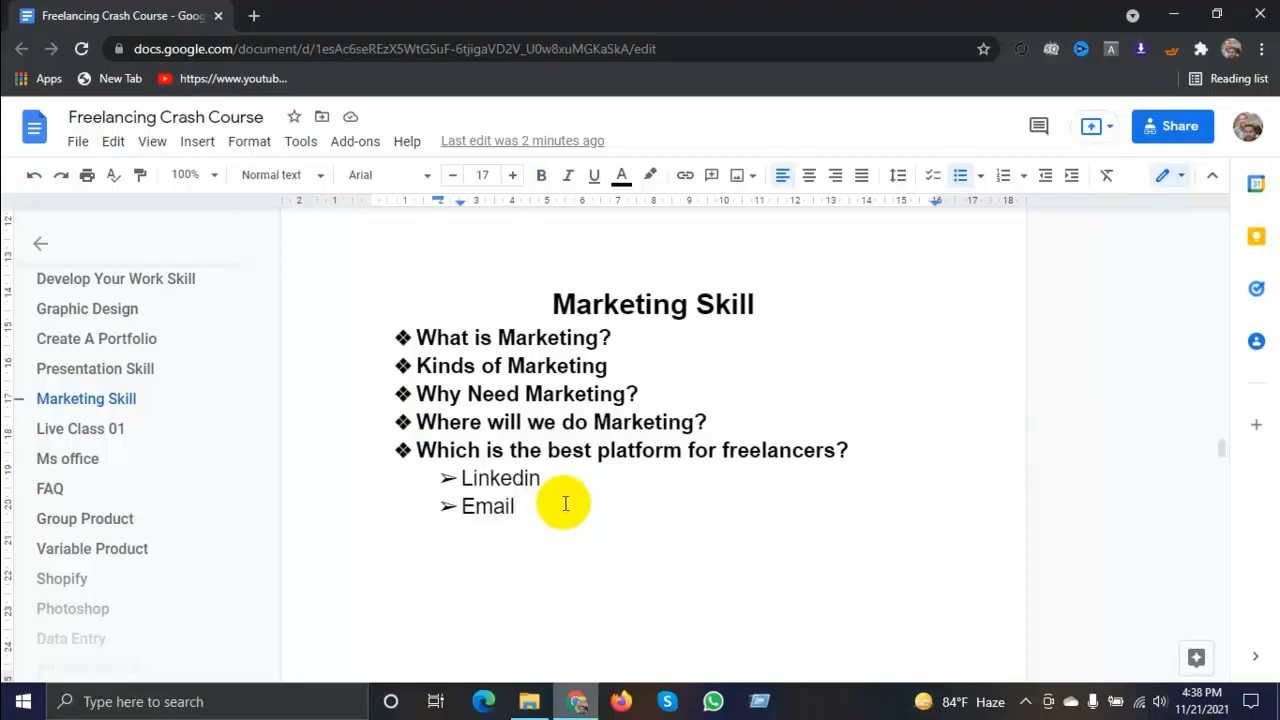 Freelancing Crash Course - Goog
docs.google.com/document/d/1esAc6seREzX5WtGSuF-6tjigaVD2V_U0w8xuMGKaSkA/edit
Apps
New Tab
https://www.youtub...
Reading list
Freelancing Crash Course
File Edit View Insert Format Tools Add-ons Help Last edit was 2 minutes ago
Share
100% Normal text Arial 17
Develop Your Work Skill
Graphic Design
Create A Portfolio
Presentation Skill
Marketing Skill
Live Class 01
Ms office
FAQ
Group Product
Variable Product
Shopify
Photoshop
Data Entry
Marketing Skill
❖ What is Marketing?
❖ Kinds of Marketing
❖ Why Need Marketing?
❖ Where will we do Marketing?
❖ Which is the best platform for freelancers?
➢ Linkedin
➢ Email
Type here to search
84°F Haze
4:38 PM
11/21/2021